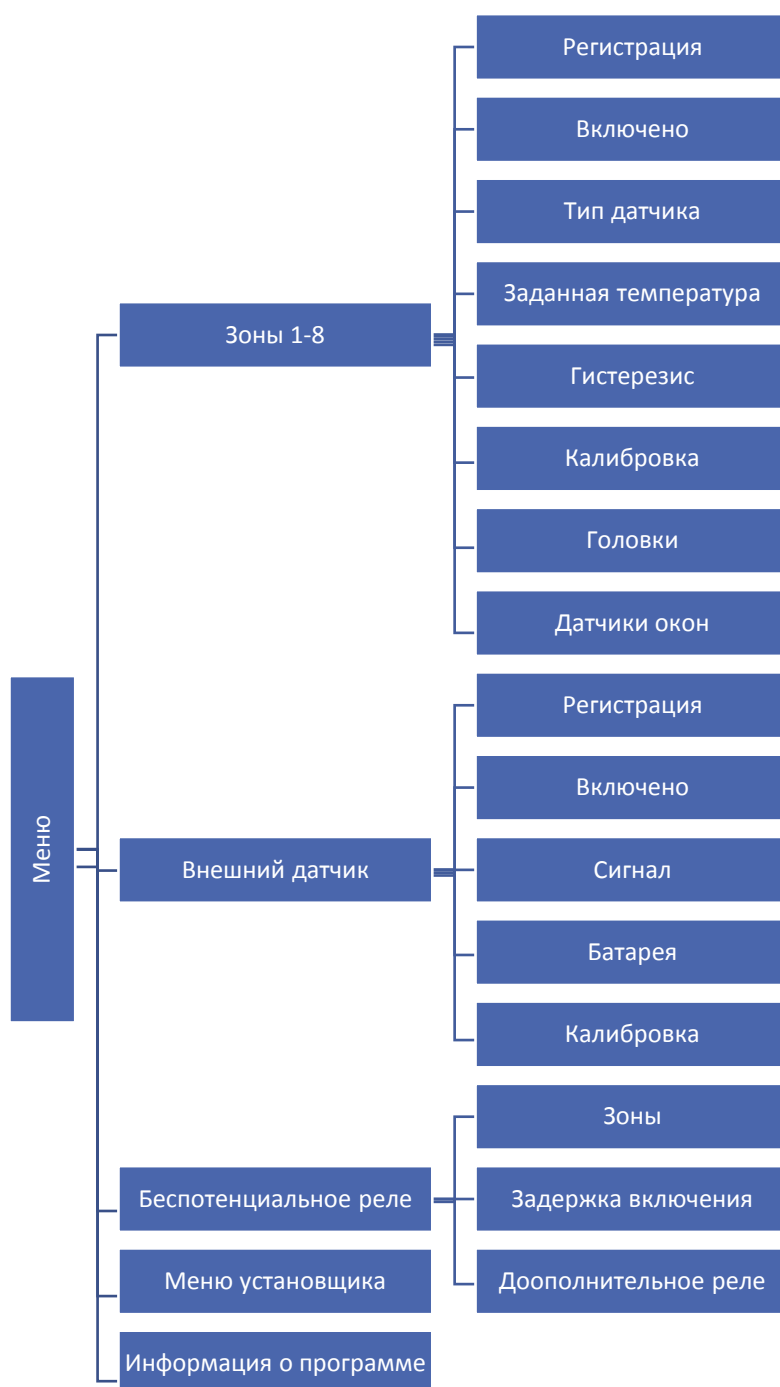 Меню
Зоны 1-8
Регистрация
Включено
Тип датчика
Заданная температура
Гистерезис
Калибровка
Головки
Датчики окон
Внешний датчик
Регистрация
Включено
Сигнал
Батарея
Калибровка
Беспотенциальное реле
Зоны
Задержка включения
Доополнительное реле
Меню установщика
Информация о программе